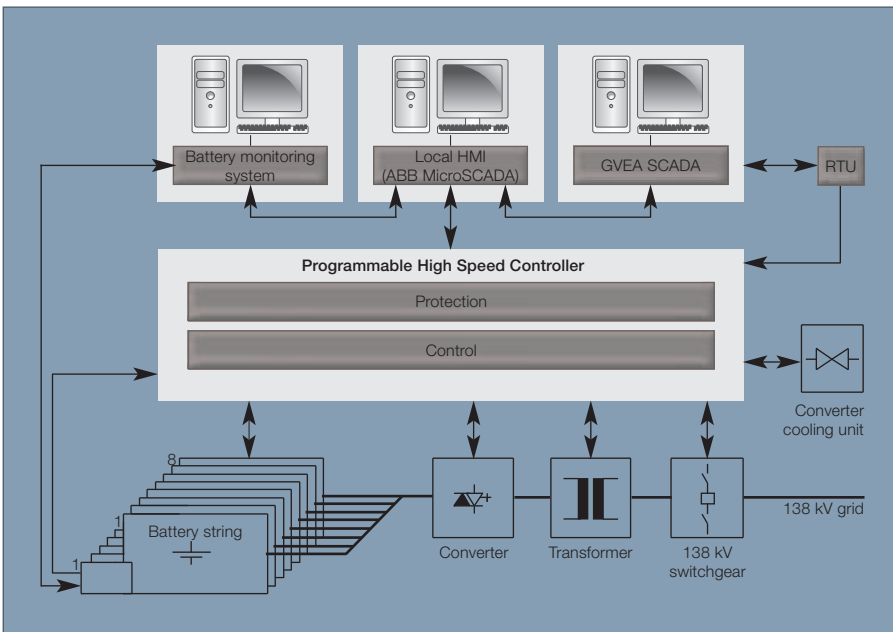 Battery monitoring
system
Local HMI
(ABB MicroSCADA)
GVEA SCADA
RTU
Programmable High Speed Controller
Protection
Control
Converter
cooling unit
8
1
Battery string
1
138 kV grid
Converter
Transformer
138 kV
switchgear